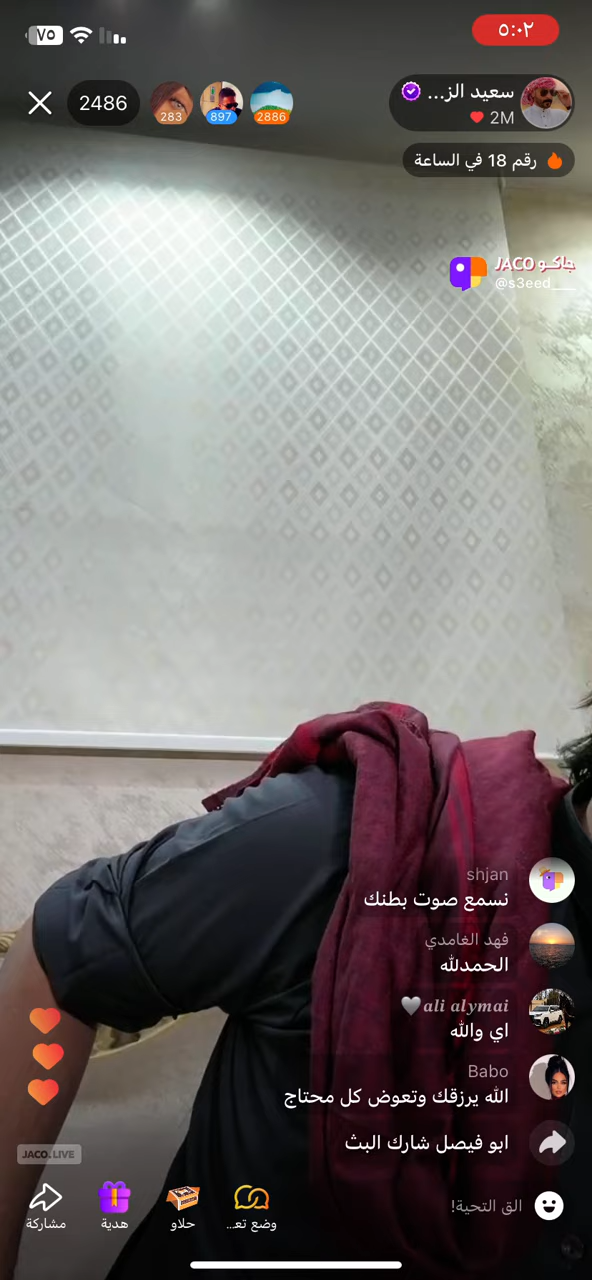 ٥:٠٢
٧٥
سعيد الز...
2M
2886
897
283
2486
رقم 18 في الساعة
جاكو JACO
@s3eed___
shjan
نسمع صوت بطنك
فهد الغامدي
الحمدلله
ali alymai
اي والله
Babo
الله يرزقك وتعوض كل محتاج
ابو فيصل شارك البث
JACO.LIVE
الق التحية!
وضع تعـ...
حلاو
هدية
مشاركة